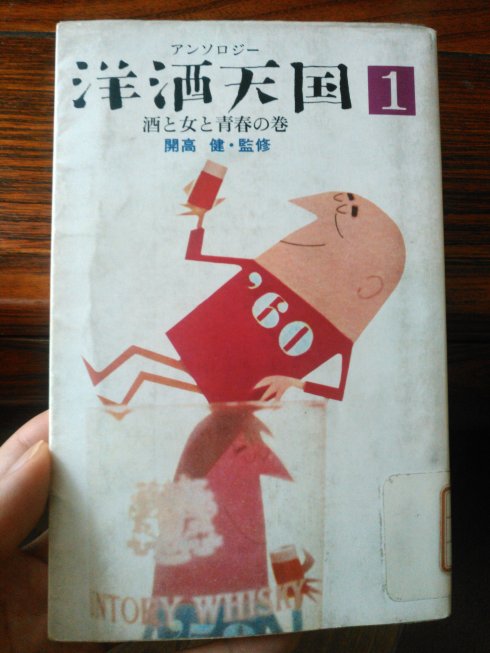 アンソロジー
洋酒天国 1
酒と女と青春の巻
開高 健・監修
'60
NTORY WHISKY